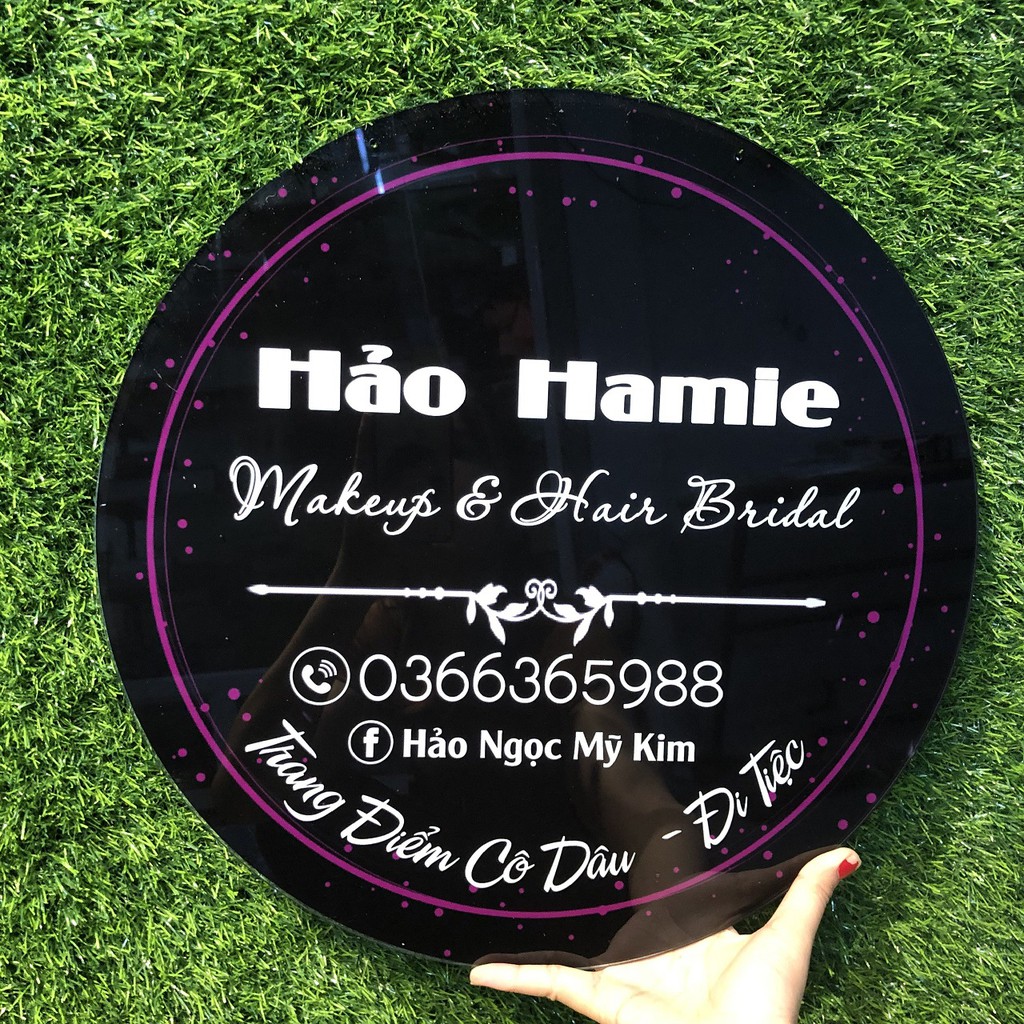 Hảo Hamie
Makeup & Hair Bridal
0366365988
Hảo Ngọc Mỹ Kim
Trang Điểm Cô Dâu - Đi Tiệc